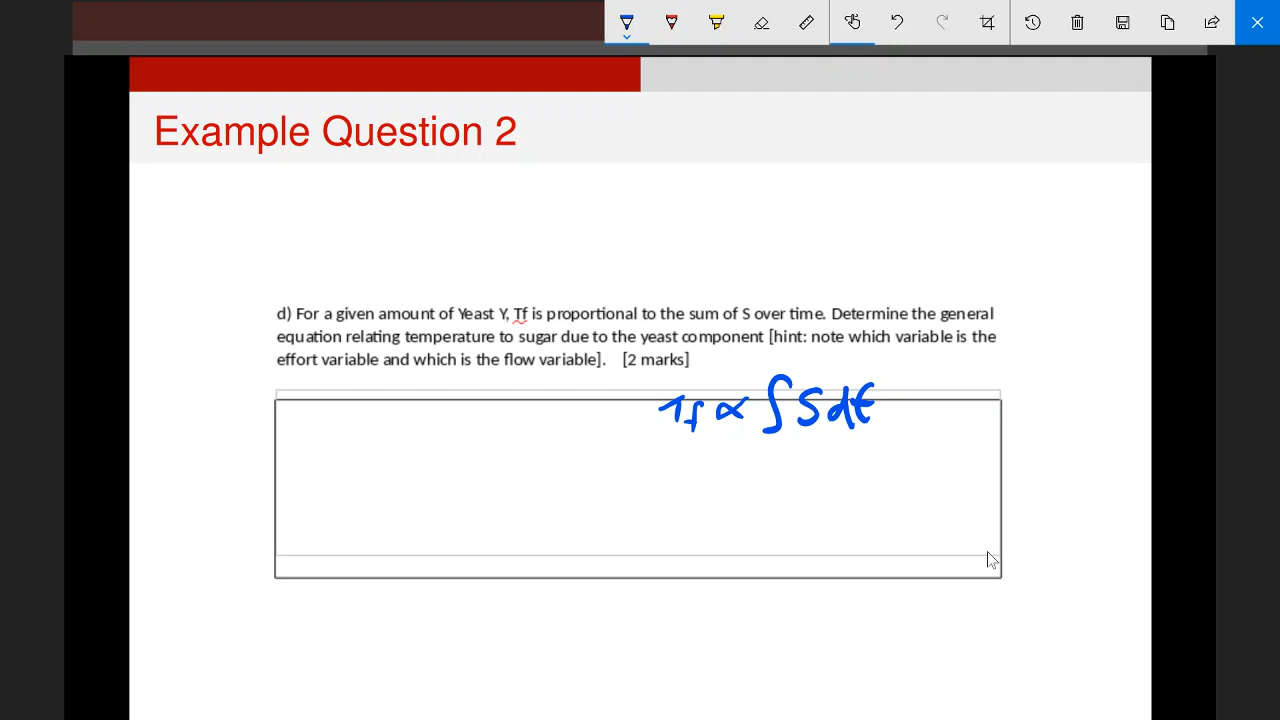 Example Question 2
d) For a given amount of Yeast Y, Tf is proportional to the sum of S over time. Determine the general
equation relating temperature to sugar due to the yeast component [hint: note which variable is the
effort variable and which is the flow variable]. [2 marks]
Tf ∝ ∫ S dt